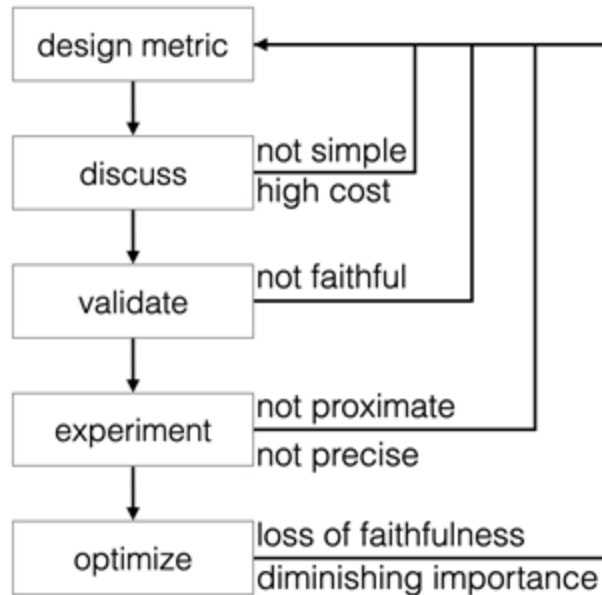 design metric
discuss
not simple
high cost
validate
not faithful
experiment
not proximate
not precise
optimize
loss of faithfulness
diminishing importance